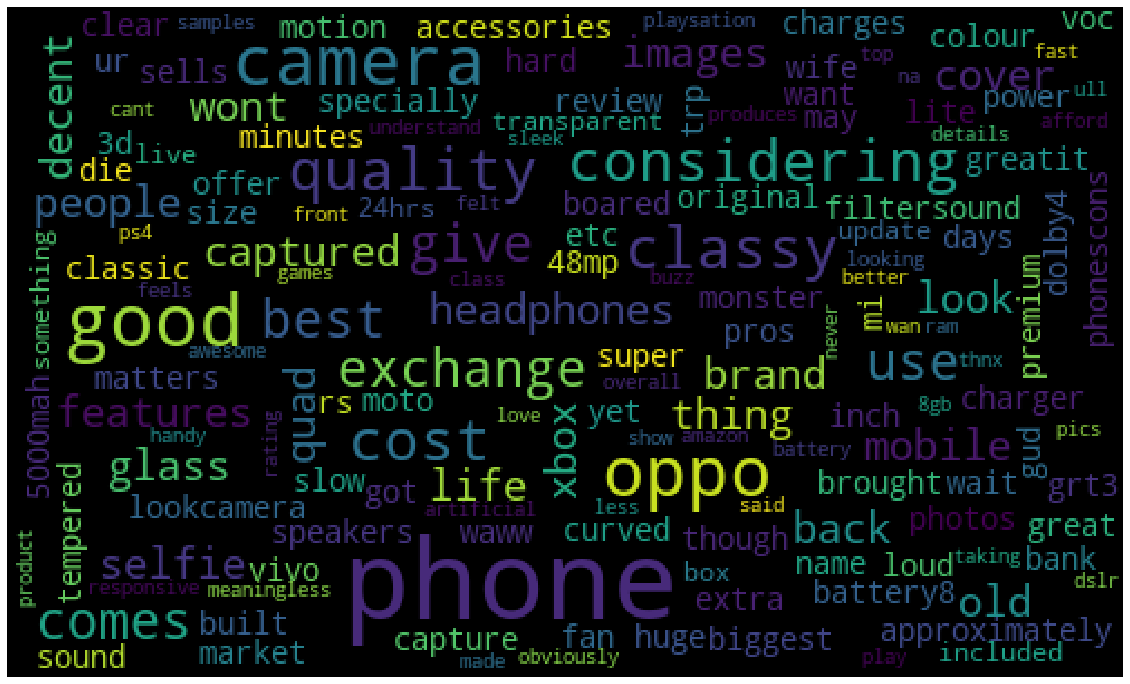 clear samples motion accessories playsation charges voc
ur sells camera hard images wife top colour fast
decent wont specially review want na cover
cant minutes understand transparent trp produces may lite power ull
3d live sleek details afford
die offer quality considering greatit
people size front 24hrs felt boared original filtersound
ps4 captured give etc classy update days dolby4
something classic games class 48mp buzz looking better phonescons
feels good best headphones monster mi look
awesome pros never wan ram premium
matters exchange super brand use thnx
5000mah features quad rs moto overall thing inch 8gb charger
handy rating cost love yet show amazon battery mobile gud pics
glass slow got life xbox oppo brought wait grt3
tempered lookcamera artificial less said
product speakers waww curved though back photos great
selfie vivo phone box name loud taking bank
responsive meaningless extra battery8 old dslr
comes built capture fan huge biggest approximately
sound market made obviously play included